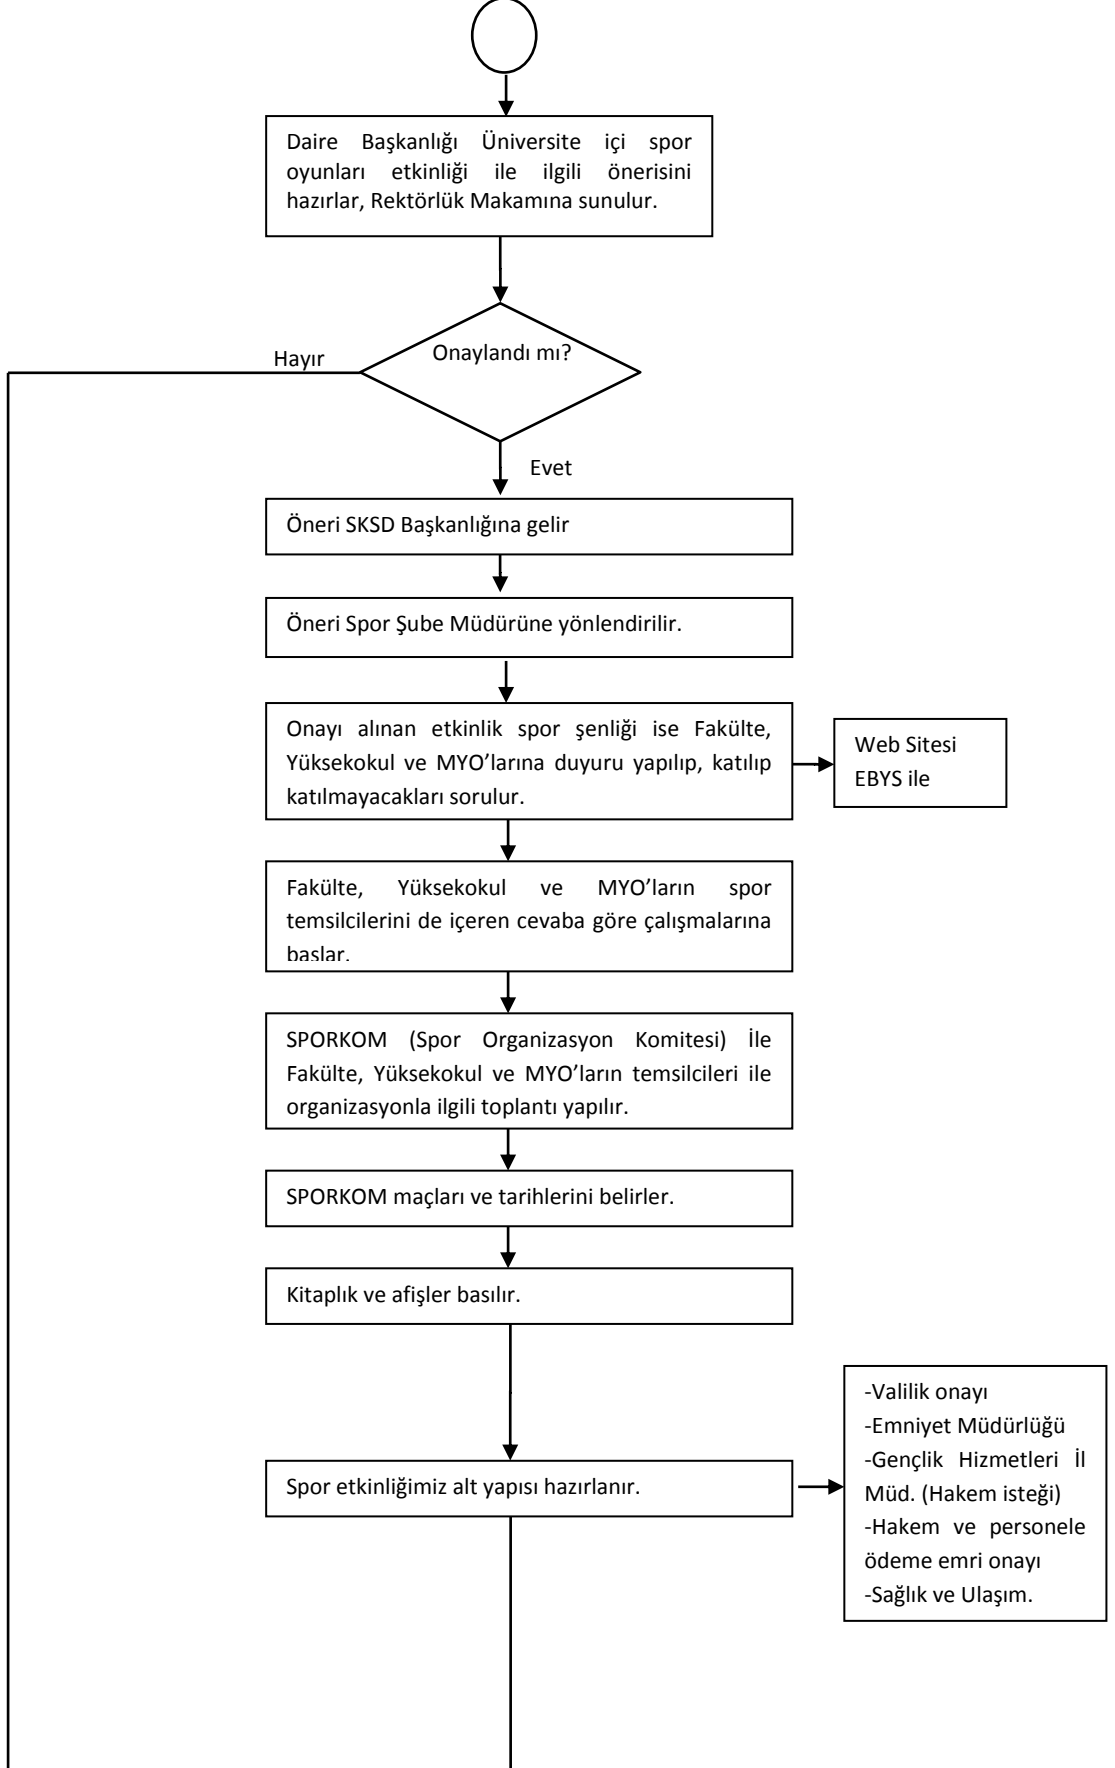 Daire Başkanlığı Üniversite içi spor
oyunları etkinliği ile ilgili önerisini
hazırlar, Rektörlük Makamına sunulur.
Onaylandı mı?
Hayır
Evet
Öneri SKSD Başkanlığına gelir
Öneri Spor Şube Müdürüne yönlendirilir.
Onayı alınan etkinlik spor şenliği ise Fakülte,
Yüksekokul ve MYO’larına duyuru yapılıp, katılıp
katılmayacakları sorulur.
Web Sitesi
EBYS ile
Fakülte, Yüksekokul ve MYO’ların spor
temsilcilerini de içeren cevaba göre çalışmalarına
başlar.
SPORKOM (Spor Organizasyon Komitesi) İle
Fakülte, Yüksekokul ve MYO’ların temsilcileri ile
organizasyonla ilgili toplantı yapılır.
SPORKOM maçları ve tarihlerini belirler.
Kitaplık ve afişler basılır.
Spor etkinliğimiz alt yapısı hazırlanır.
-Valilik onayı
-Emniyet Müdürlüğü
-Gençlik Hizmetleri İl
Müd. (Hakem isteği)
-Hakem ve personele
ödeme emri onayı
-Sağlık ve Ulaşım.